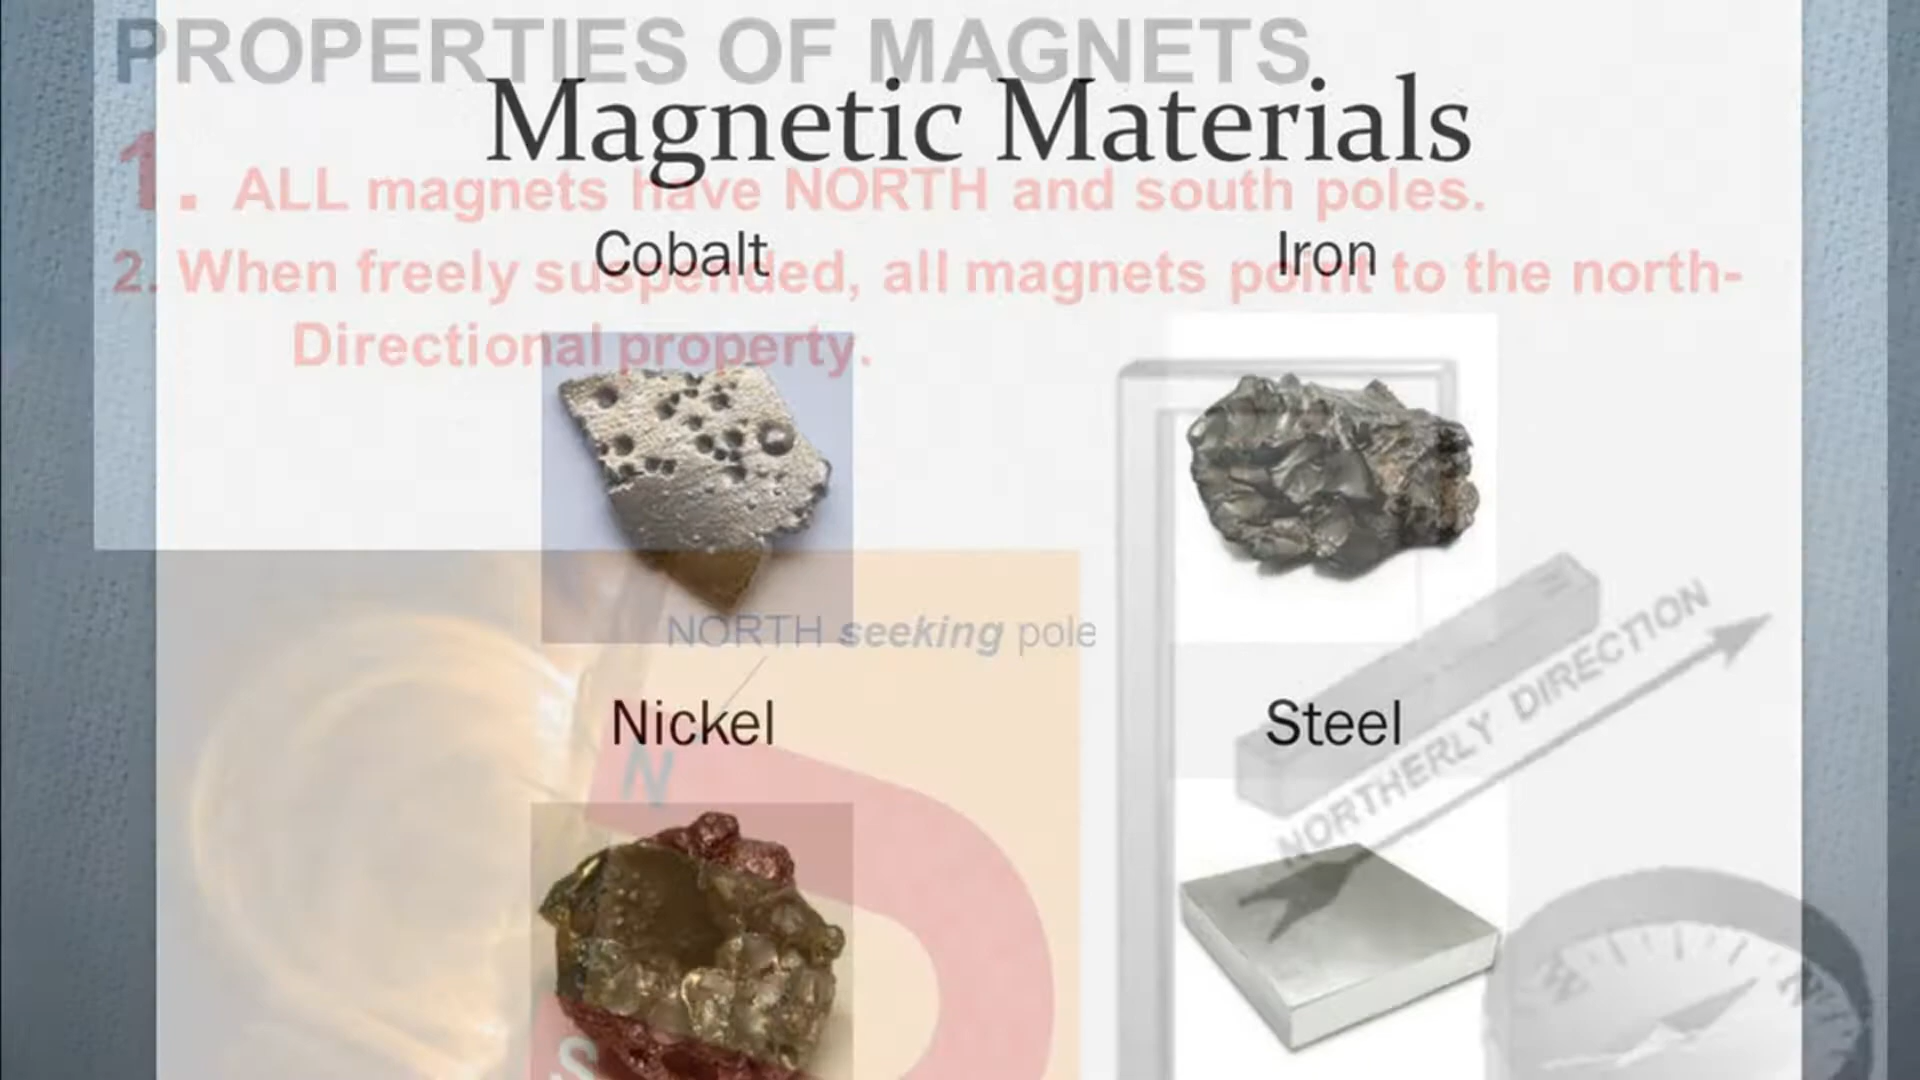 PROPERTIES OF MAGNETS
Magnetic Materials
1. ALL magnets have NORTH and south poles.
Cobalt
Iron
2. When freely suspended, all magnets point to the north-
Directional property.
NORTH seeking pole
NORTHERLY DIRECTION
Nickel
Steel
N
S
N